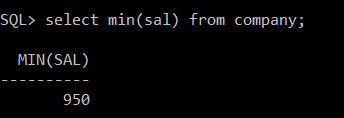 SQL> select min(sal) from company;
MIN(SAL)
----------
950